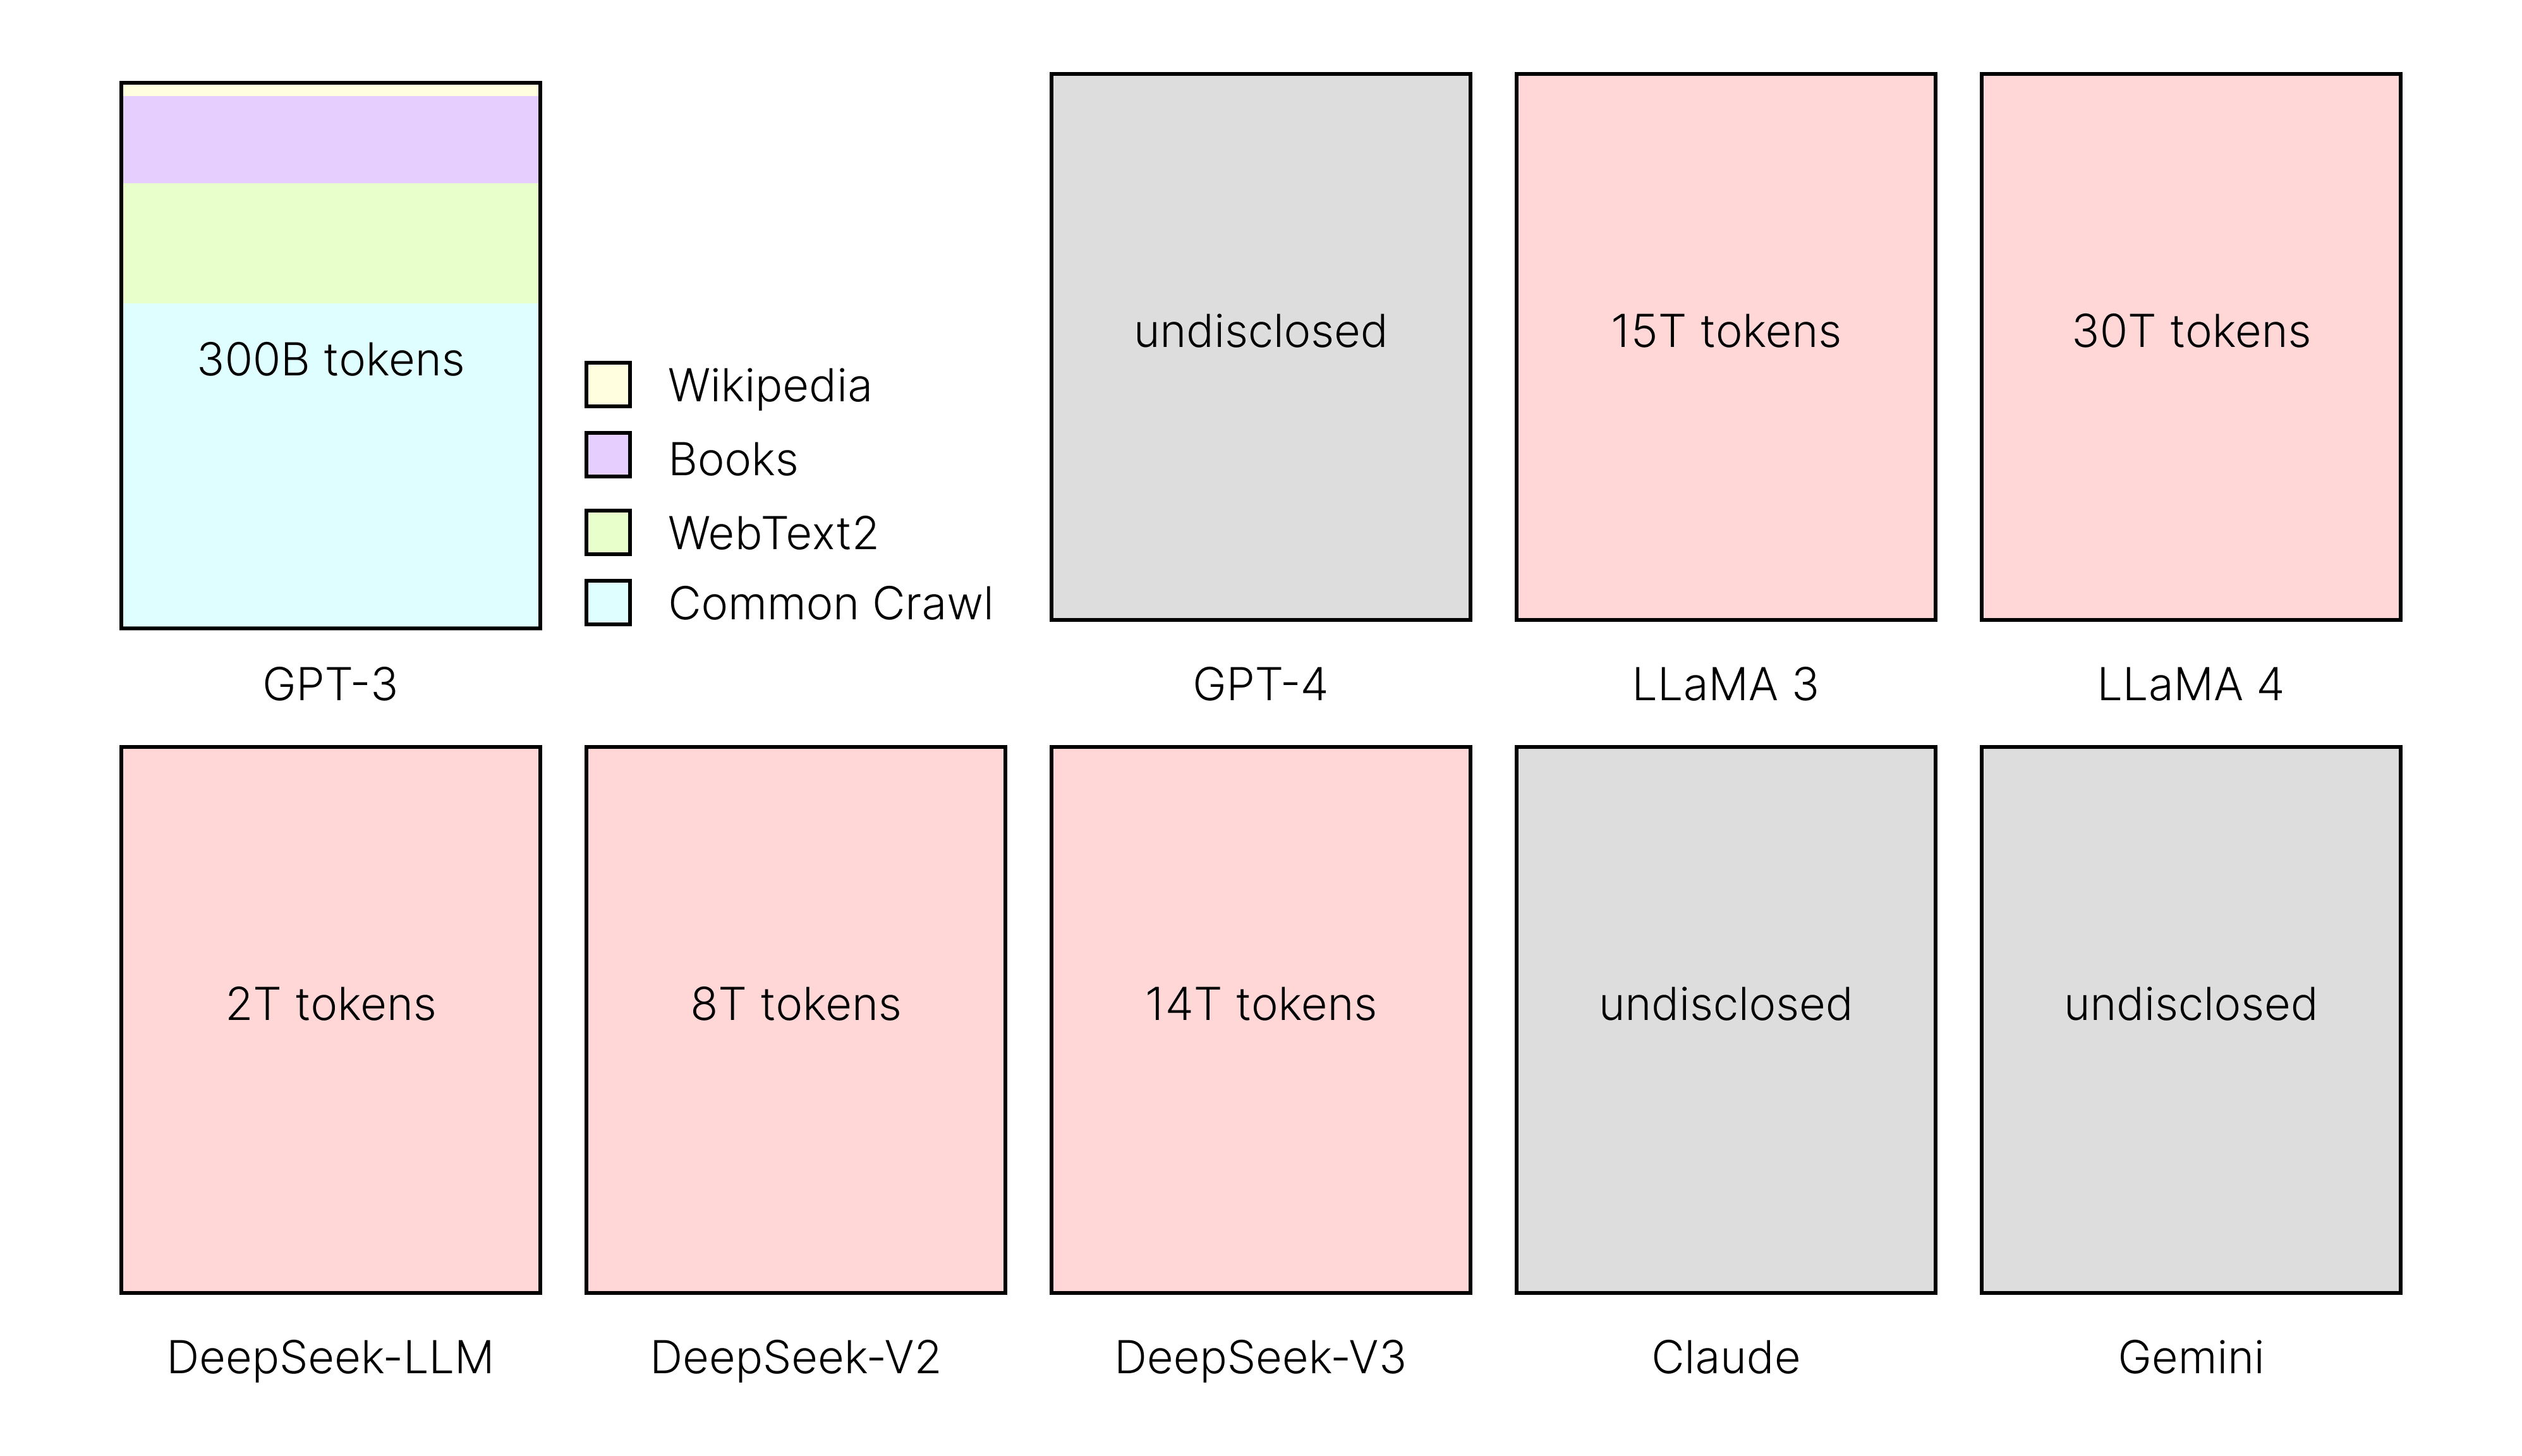 300B tokens
Wikipedia
Books
WebText2
Common Crawl
GPT-3
undisclosed
GPT-4
15T tokens
LLaMA 3
30T tokens
LLaMA 4
2T tokens
DeepSeek-LLM
8T tokens
DeepSeek-V2
14T tokens
DeepSeek-V3
undisclosed
Claude
undisclosed
Gemini